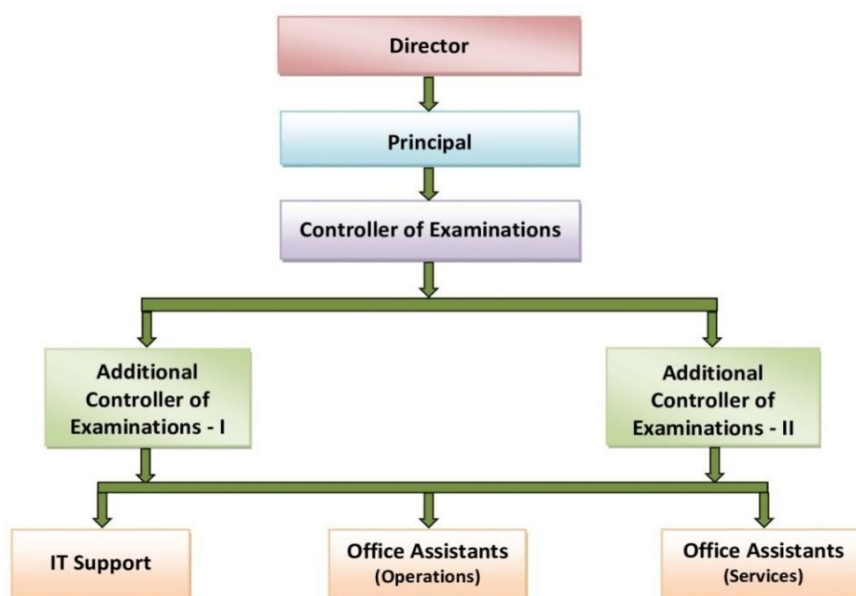 Director
Principal
Controller of Examinations
Additional
Controller of
Examinations - I
Additional
Controller of
Examinations - II
IT Support
Office Assistants
(Operations)
Office Assistants
(Services)